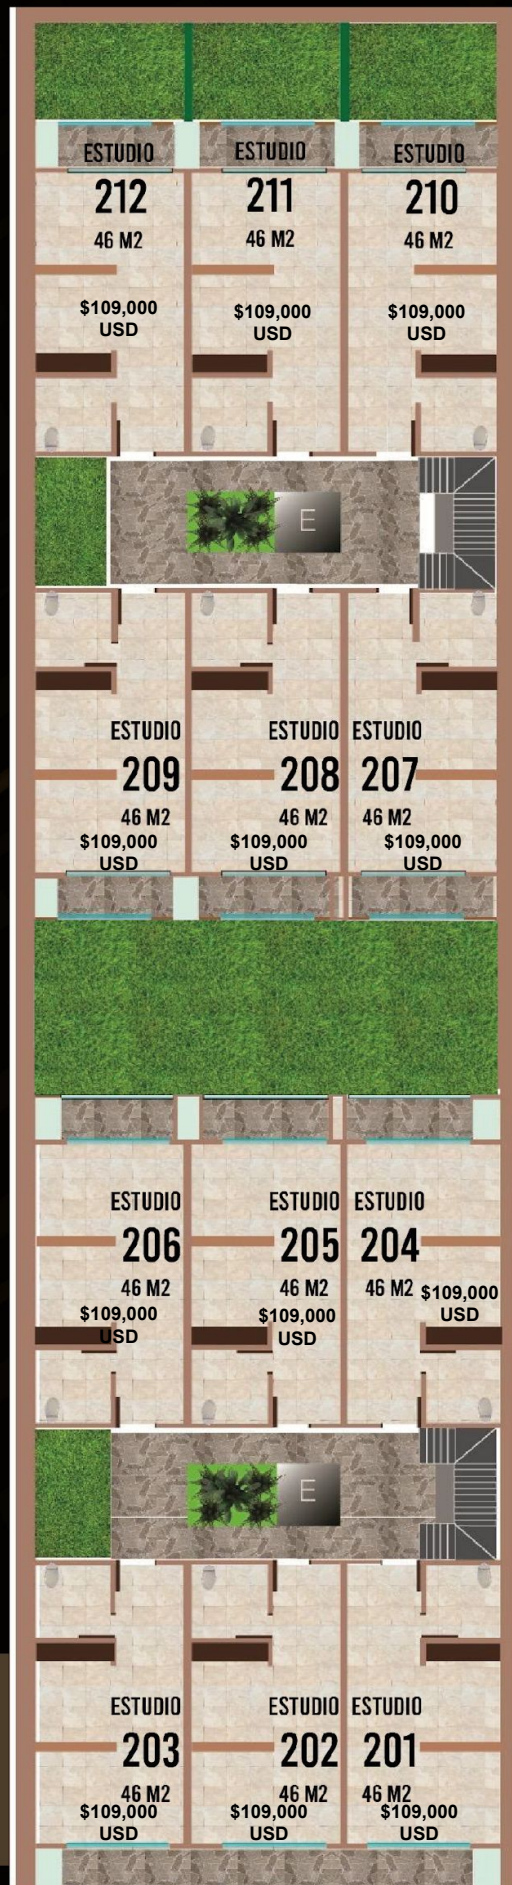 ESTUDIO
212
46 M2
$109,000
USD
ESTUDIO
211
46 M2
$109,000
USD
ESTUDIO
210
46 M2
$109,000
USD
E
ESTUDIO
209
46 M2
$109,000
USD
ESTUDIO
208
46 M2
$109,000
USD
ESTUDIO
207
46 M2
$109,000
USD
ESTUDIO
206
46 M2
$109,000
USD
ESTUDIO
205
46 M2
$109,000
USD
ESTUDIO
204
46 M2
$109,000
USD
E
ESTUDIO
203
46 M2
$109,000
USD
ESTUDIO
202
46 M2
$109,000
USD
ESTUDIO
201
46 M2
$109,000
USD